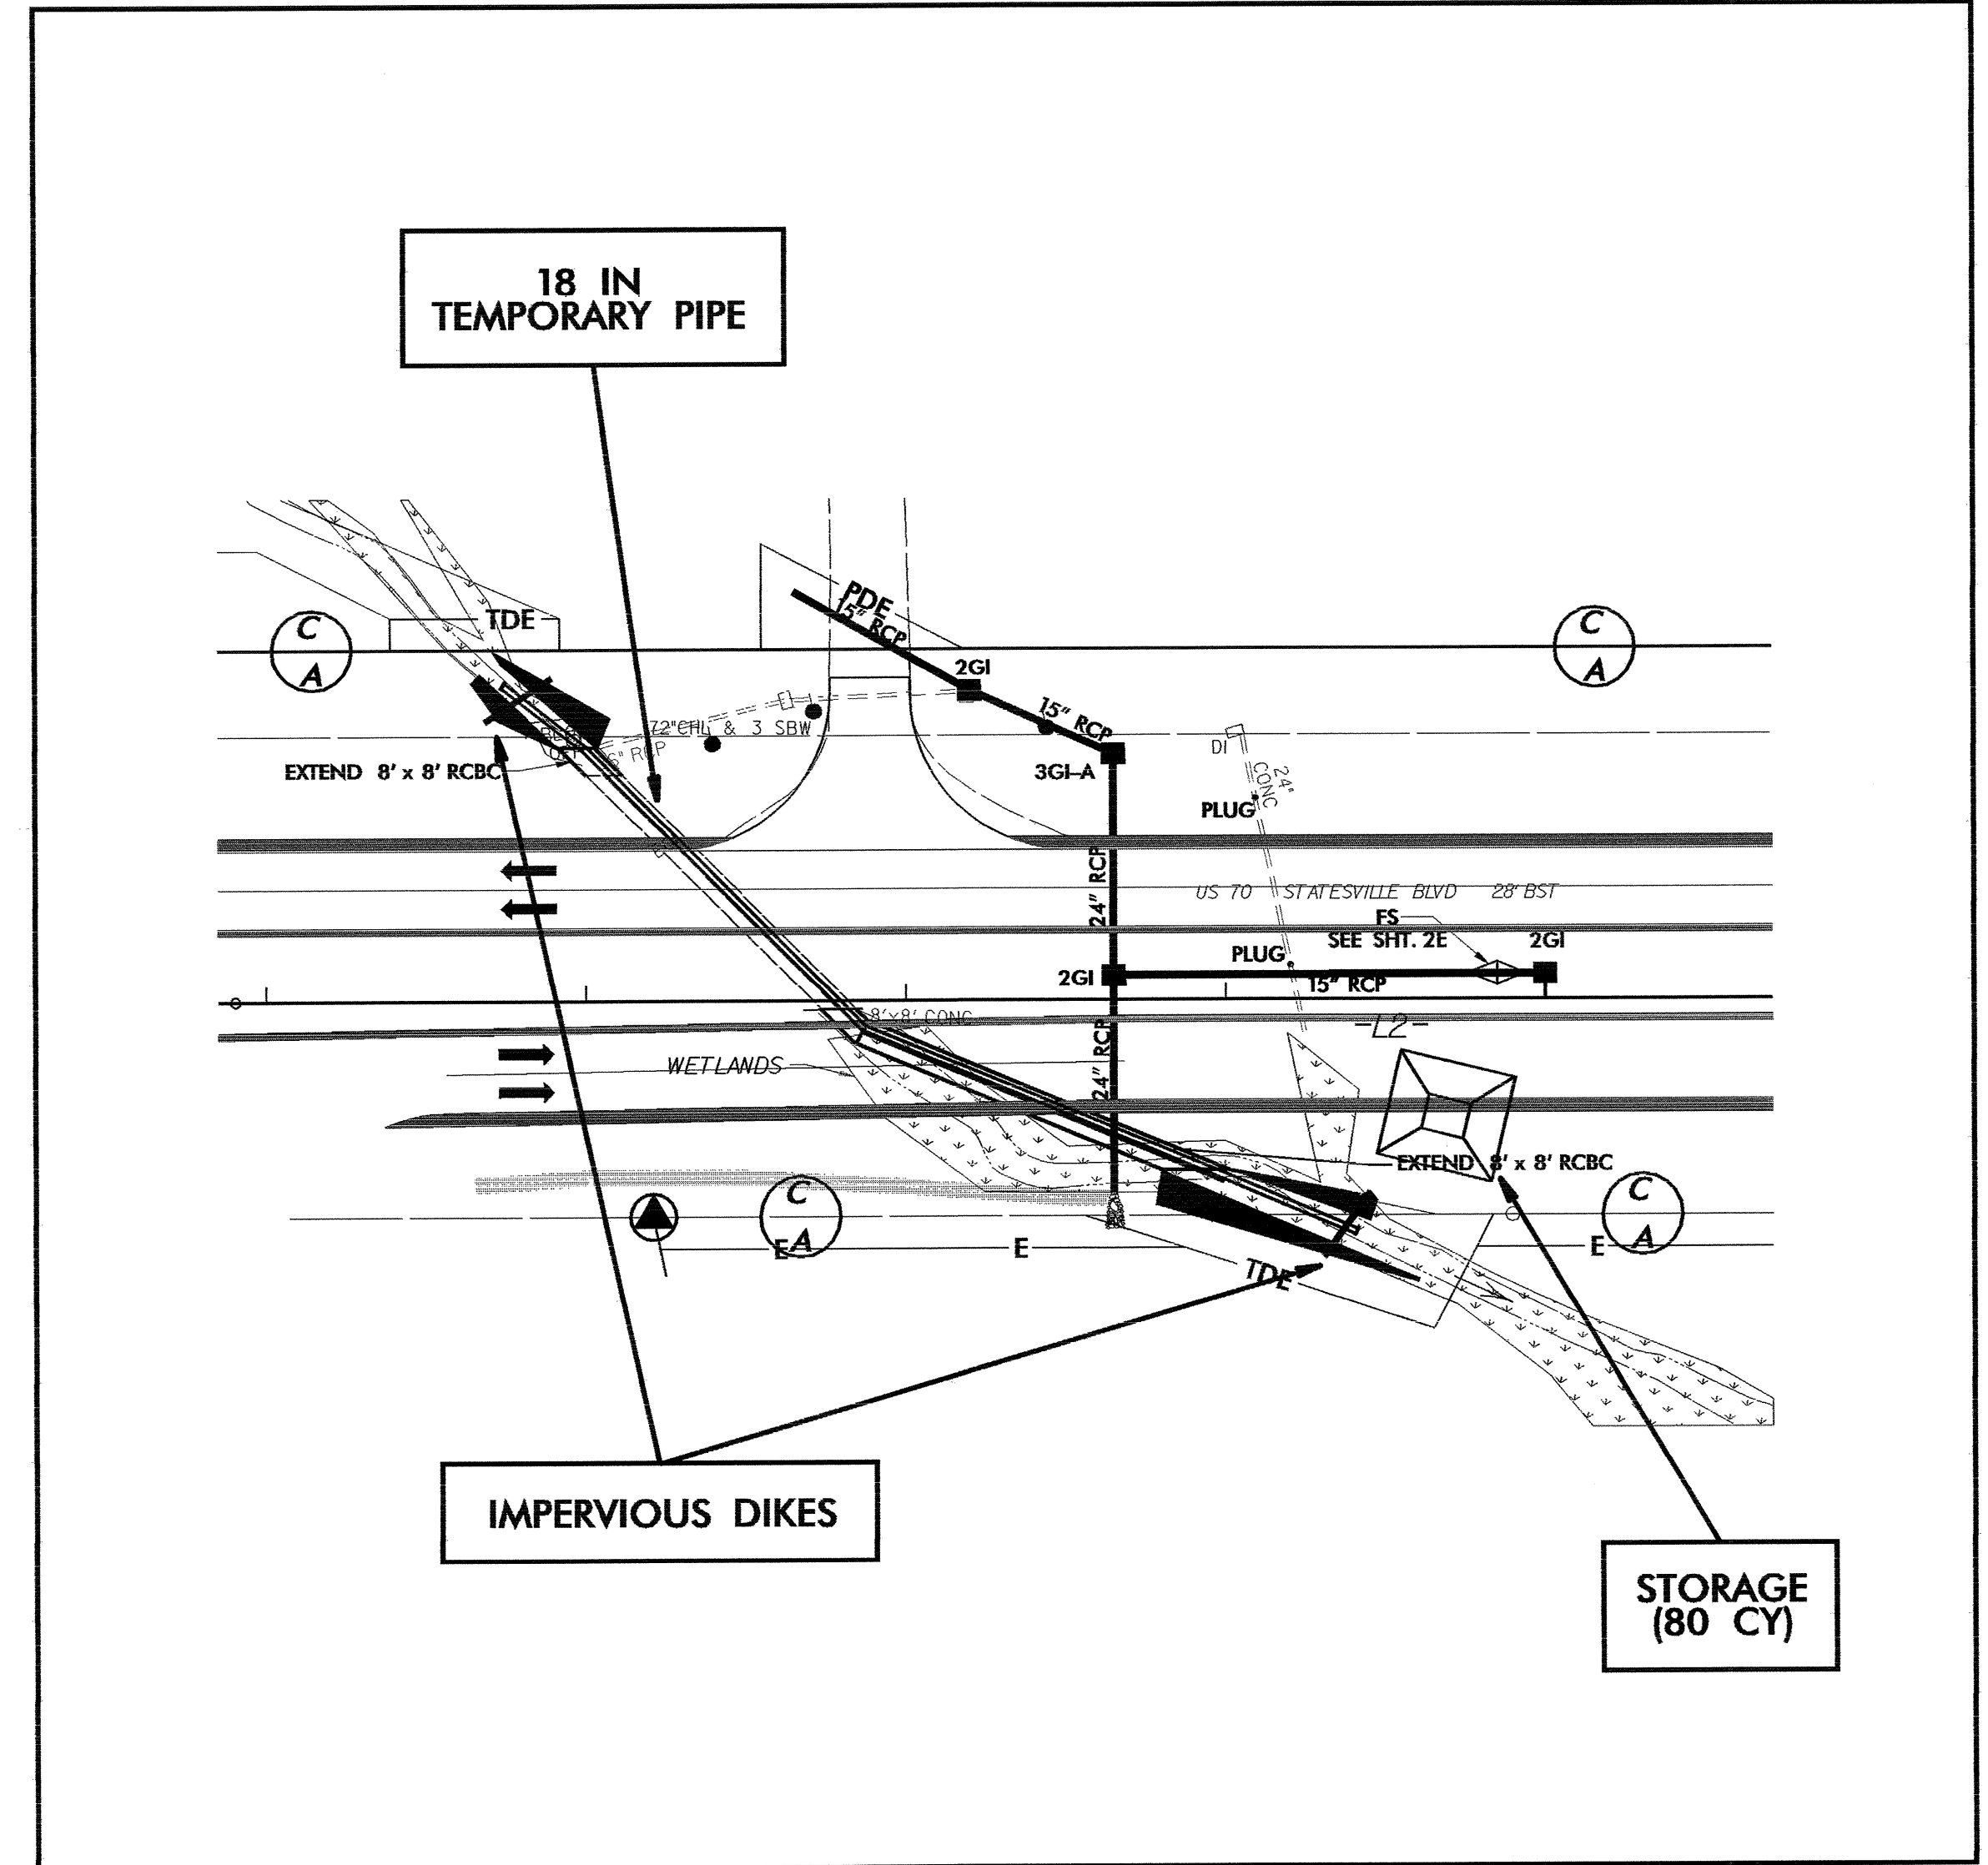 18 IN
TEMPORARY PIPE
PDE
15" RCP
TDE
C
A
C
A
2GI
15" RCP
72"CHL & 3 SBW
RCP
DI
24"
CONC
EXTEND 8' x 8' RCBC
3GI-A
PLUG
24" RCP
US 70 STATESVILLE BLVD 28' BST
FS
SEE SHT. 2E
2GI
PLUG
2GI
15" RCP
8'x8' CONC
-L2-
24" RCP
WETLANDS
EXTEND 8' x 8' RCBC
C
A
C
A
E
E
E
TDE
IMPERVIOUS DIKES
STORAGE
(80 CY)